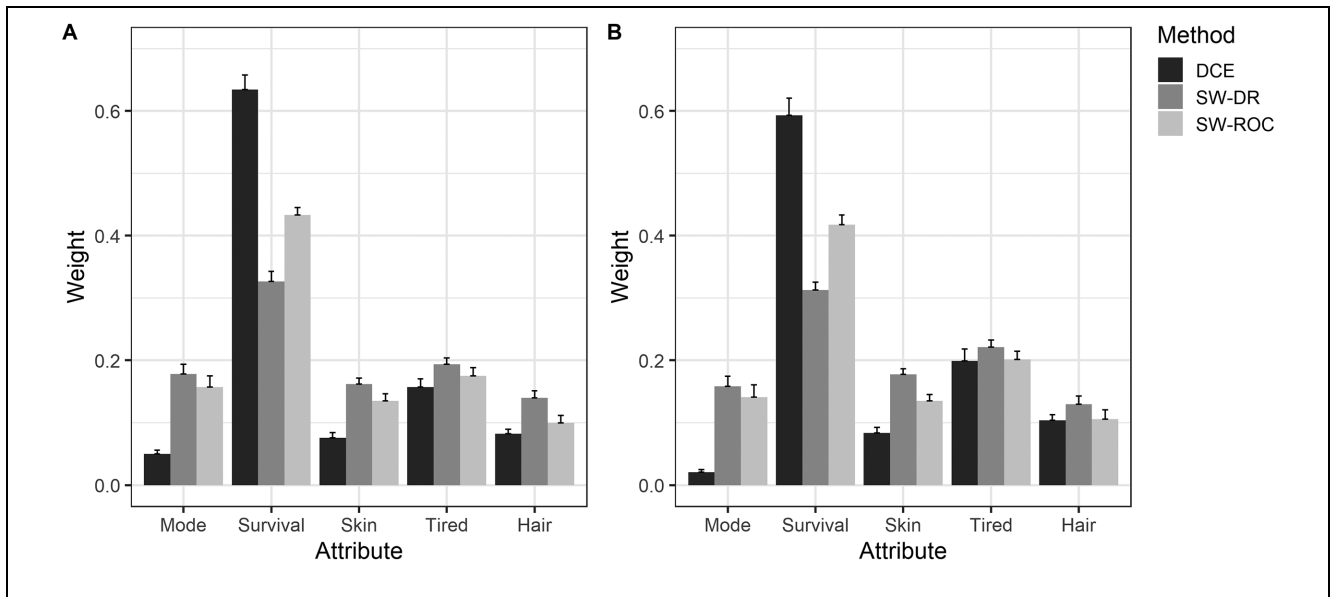 A
Weight
0.6
0.4
0.2
0.0
Mode Survival Skin Tired Hair
Attribute
B
Weight
0.6
0.4
0.2
0.0
Mode Survival Skin Tired Hair
Attribute
Method
DCE
SW-DR
SW-ROC